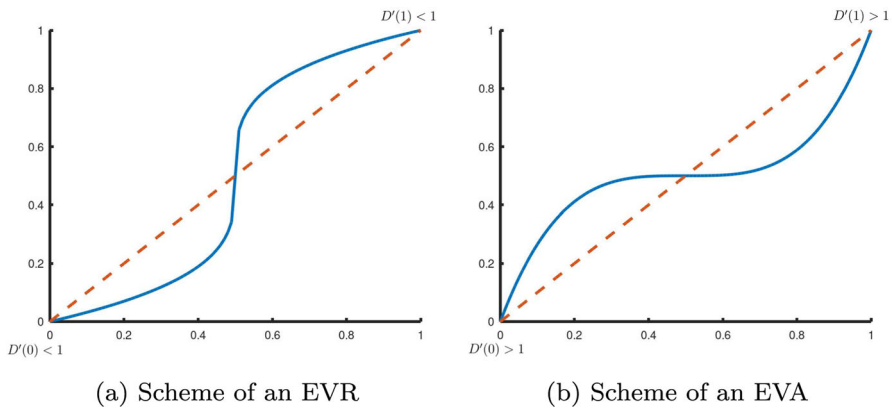 D′(1) < 1
1
0.8
0.6
0.4
0.2
0
0 0.2 0.4 0.6 0.8 1
D′(0) < 1
(a) Scheme of an EVR
D′(1) > 1
1
0.8
0.6
0.4
0.2
0
0 0.2 0.4 0.6 0.8 1
D′(0) > 1
(b) Scheme of an EVA